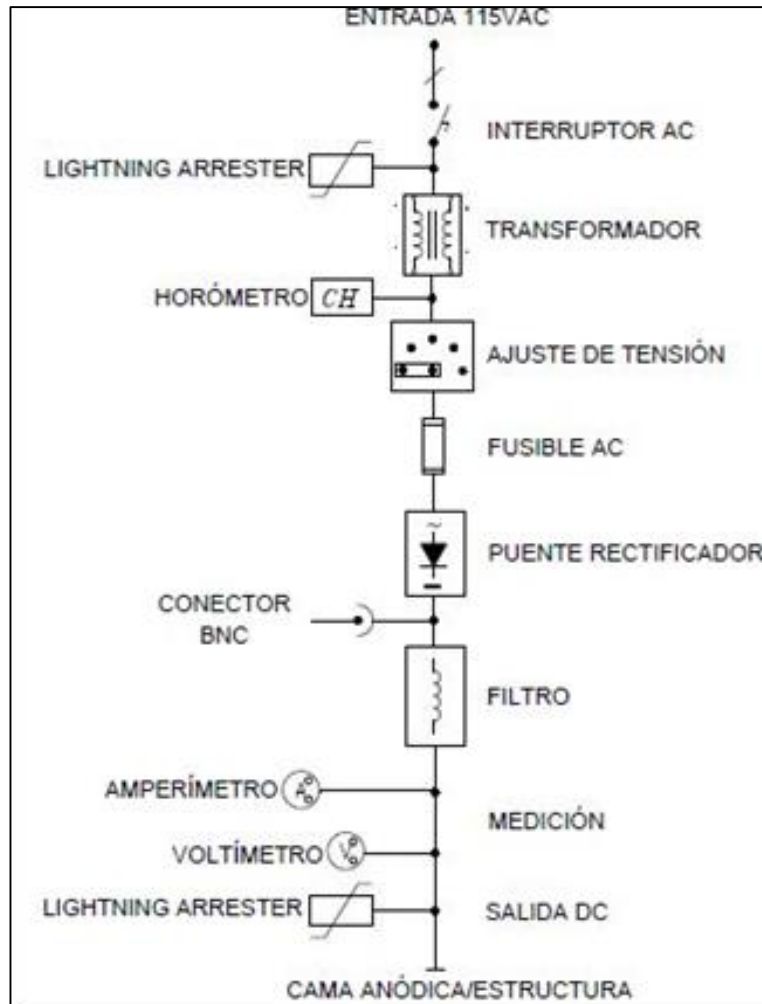 ENTRADA 115VAC
INTERRUPTOR AC
LIGHTNING ARRESTER
TRANSFORMADOR
HORÓMETRO
CH
AJUSTE DE TENSIÓN
FUSIBLE AC
~
PUENTE RECTIFICADOR
CONECTOR
BNC
FILTRO
AMPERÍMETRO
A
MEDICIÓN
VOLTÍMETRO
V
LIGHTNING ARRESTER
SALIDA DC
CAMA ANÓDICA/ESTRUCTURA